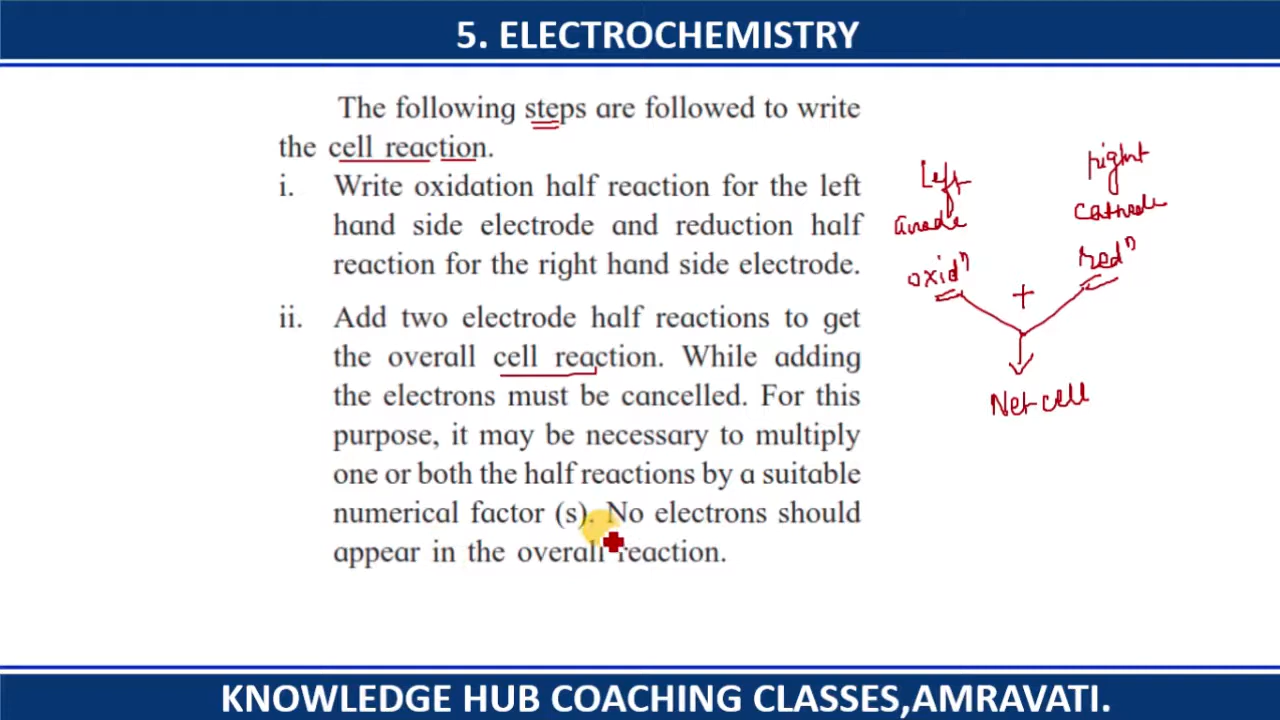 5. ELECTROCHEMISTRY
The following steps are followed to write
the cell reaction.
i. Write oxidation half reaction for the left
hand side electrode and reduction half
reaction for the right hand side electrode.
ii. Add two electrode half reactions to get
the overall cell reaction. While adding
the electrons must be cancelled. For this
purpose, it may be necessary to multiply
one or both the half reactions by a suitable
numerical factor (s). No electrons should
appear in the overall reaction.
Left
anode
oxidⁿ
right
cathode
redⁿ
+
Net cell
KNOWLEDGE HUB COACHING CLASSES,AMRAVATI.